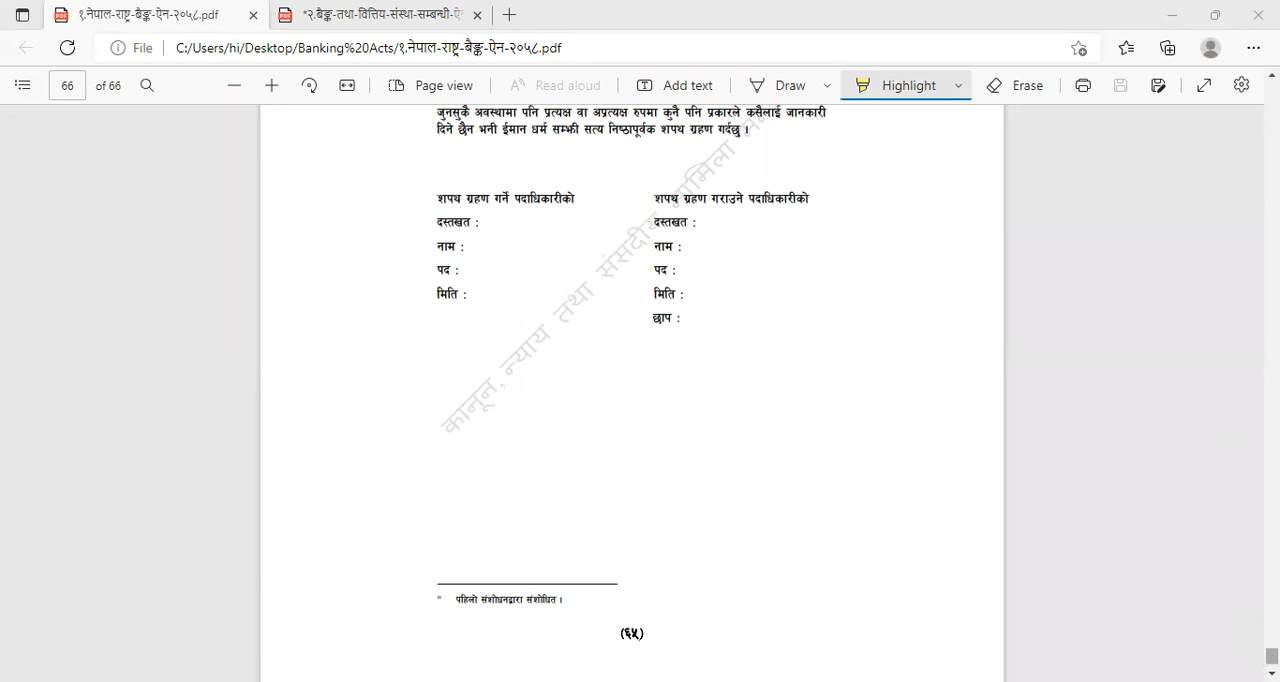 १.नेपाल-राष्ट्र-बैङ्क-ऐन-२०५८.pdf
*२.बैङ्क-तथा-वित्तिय-संस्था-सम्बन्धी-ऐन
File C:/Users/hi/Desktop/Banking%20Acts/१.नेपाल-राष्ट्र-बैङ्क-ऐन-२०५८.pdf
66 of 66 Page view Read aloud Add text Draw Highlight Erase
जुनसुकै अवस्थामा पनि प्रत्यक्ष वा अप्रत्यक्ष रुपमा कुनै पनि प्रकारले कसैलाई जानकारी
दिने छैन भनी ईमान धर्म सम्झी सत्य निष्ठापूर्वक शपथ ग्रहण गर्दछु ।
शपथ ग्रहण गर्ने पदाधिकारीको शपथ ग्रहण गराउने पदाधिकारीको
दस्तखत : दस्तखत :
नाम : नाम :
पद : पद :
मिति : मिति :
छाप :
कानून, न्याय तथा संसदीय मामिला
पहिलो संशोधनद्वारा संशोधित ।
(६५)